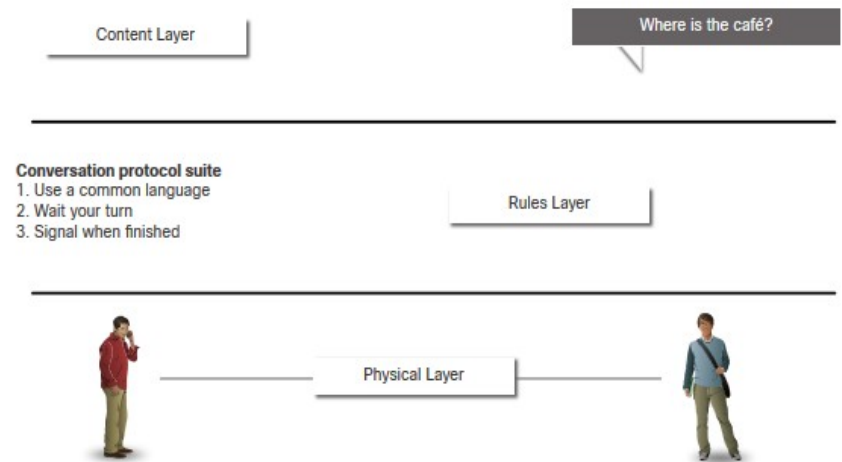 Content Layer
Where is the café?
Conversation protocol suite
1. Use a common language
2. Wait your turn
3. Signal when finished
Rules Layer
Physical Layer